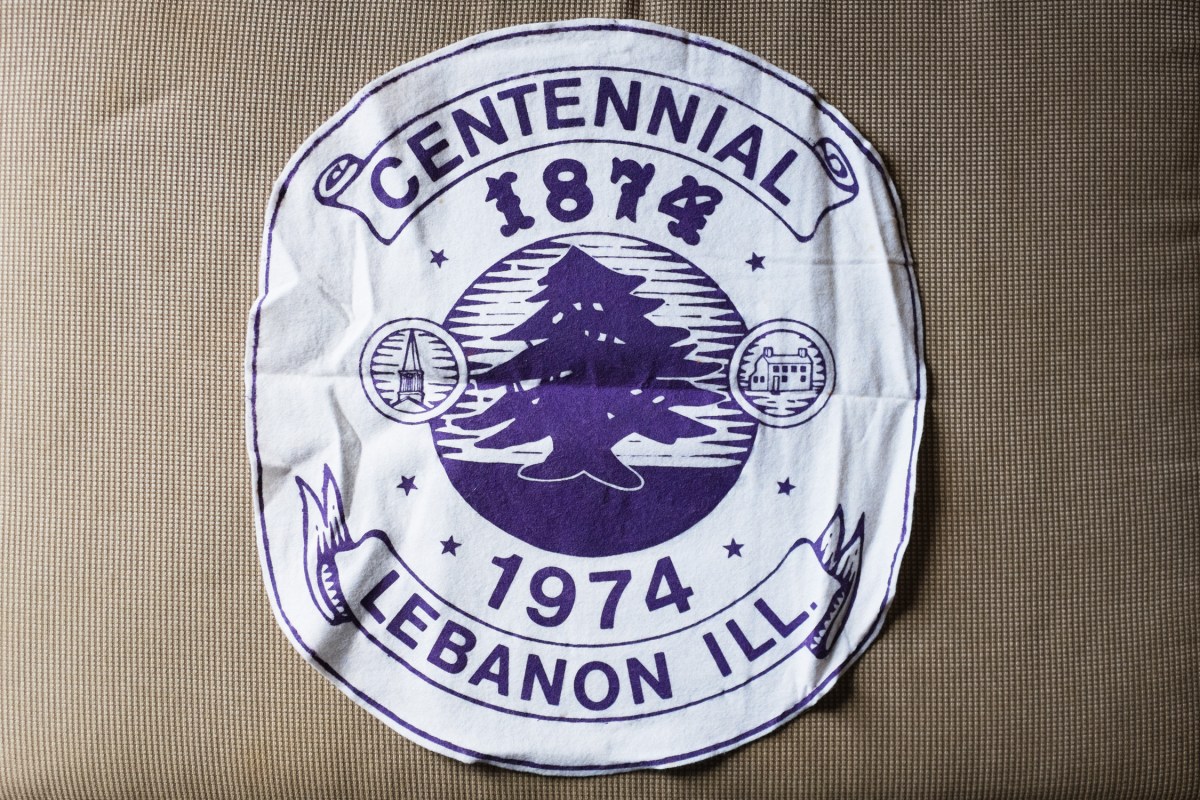 CENTENNIAL
1874
1974
LEBANON ILL.